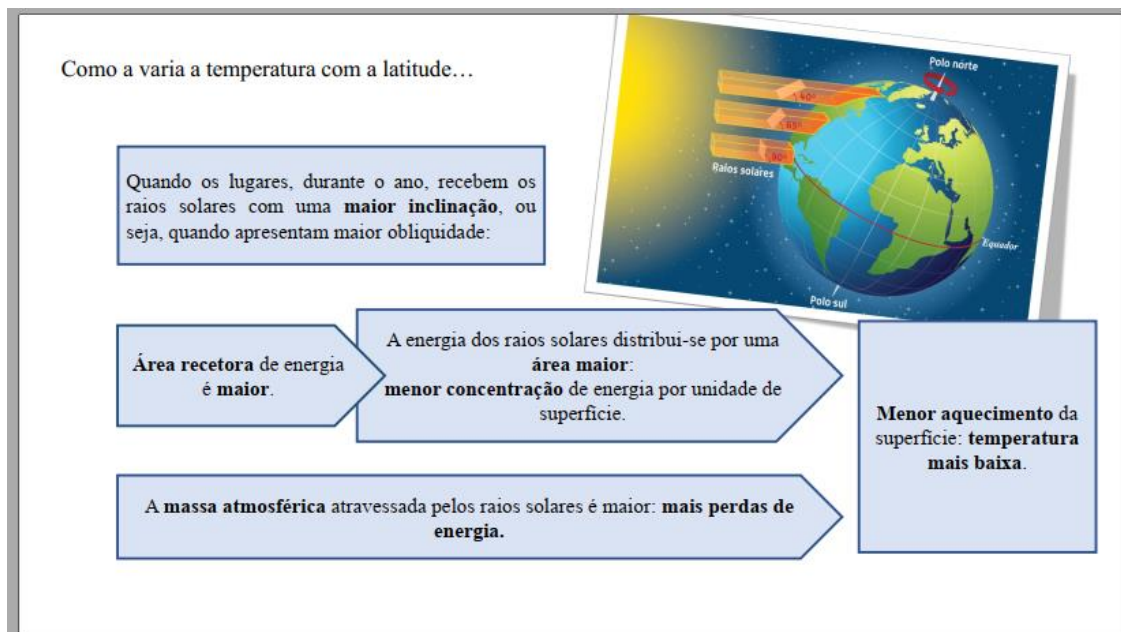 Como a varia a temperatura com a latitude…
Polo norte
40º
65º
90º
Raios solares
Equador
Polo sul
Quando os lugares, durante o ano, recebem os
raios solares com uma maior inclinação, ou
seja, quando apresentam maior obliquidade:
Área recetora de energia
é maior.
A energia dos raios solares distribui-se por uma
área maior:
menor concentração de energia por unidade de
superfície.
Menor aquecimento da
superfície: temperatura
mais baixa.
A massa atmosférica atravessada pelos raios solares é maior: mais perdas de
energia.